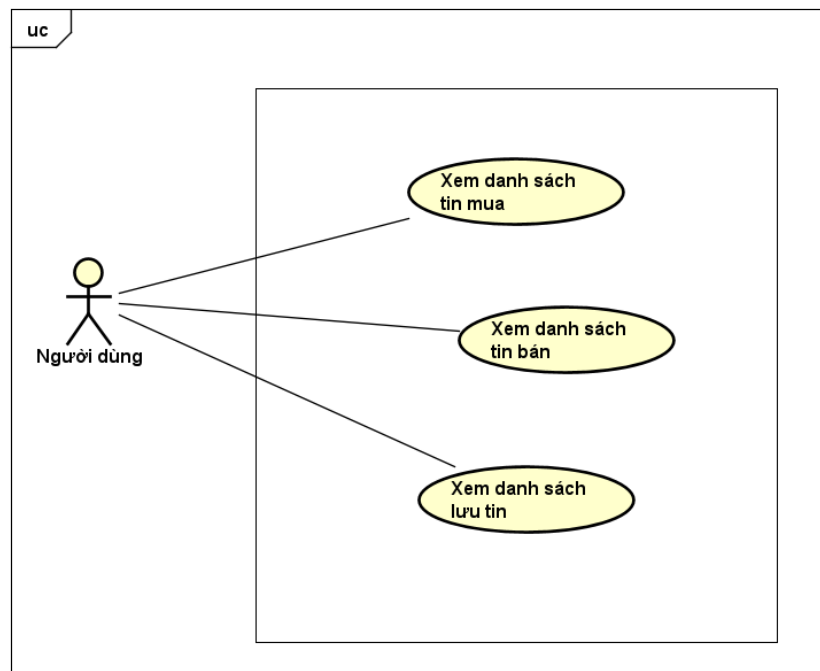 uc
Xem danh sách
tin mua
Xem danh sách
tin bán
Người dùng
Xem danh sách
lưu tin